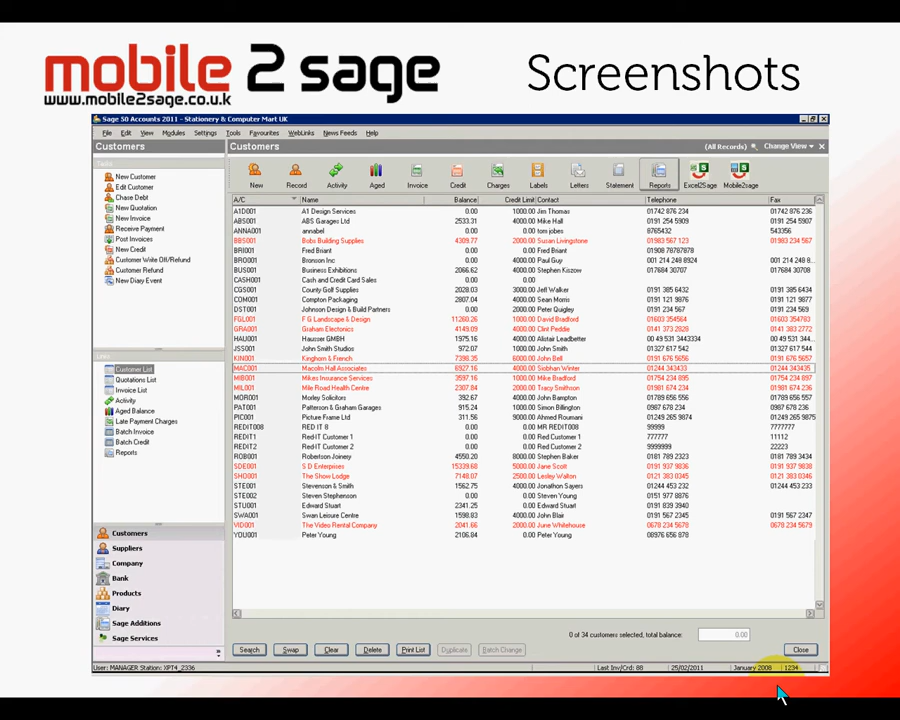 mobile 2 sage
www.mobile2sage.co.uk
Screenshots
Sage 50 Accounts 2011 - Stationery & Computer Mart UK
File Edit View Modules Settings Tools Favourites WebLinks News Feeds Help
Customers
Customers (All Records) Change View
Tasks
New Customer
Edit Customer
Chase Debt
New Quotation
New Invoice
Receive Payment
Post Invoices
New Credit
Customer Write Off/Refund
Customer Refund
New Diary Event
Links
Customer List
Quotations List
Invoice List
Activity
Aged Balance
Late Payment Charges
Batch Invoice
Batch Credit
Reports
Customers
Suppliers
Company
Bank
Products
Diary
Sage Additions
Sage Services
New Record Activity Aged Invoice Credit Charges Labels Letters Statement Reports Excel2Sage Mobile2sage
A/C Name Balance Credit Limit Contact Telephone Fax
A1D001 A1 Design Services 0.00 1000.00 Jim Thomas 01742 876 234 01742 876 236
ABS001 ABS Garages Ltd 2533.31 4000.00 Mike Hall 0191 254 5909 0191 254 5907
ANNA001 annabel 0.00 0.00 tom jobes 8765432 543356
BBS001 Bobs Building Supplies 4309.77 2000.00 Susan Livingstone 01983 567 123 01983 234 567
BRI001 Fred Briant 0.00 0.00 Fred Briant 01908 78787878
BRO001 Bronson Inc 0.00 4000.00 Paul Guy 001 214 248 8924 001 214 248 8...
BUS001 Business Exhibitions 2066.62 4000.00 Stephen Kiszow 017684 30707 017684 30708
CASH001 Cash and Credit Card Sales 0.00 0.00
CGS001 County Golf Supplies 2028.03 3000.00 Jeff Walker 0191 385 6432 0191 385 6432
COM001 Compton Packaging 2807.04 4000.00 Sean Morris 0191 121 9876 0191 121 9876
DST001 Johnson Design & Build Partners 0.00 2000.00 Peter Quigley 0191 234 9073 0191 234 9073
FGL001 F G Landscape & Design 11260.26 1000.00 David Bradford 01603 354564 01603 354783
GRA001 Graham Electonics 4149.09 1000.00 Clint Peddie 0141 373 2828 0141 383 2772
HAU001 Hausser GMBH 1971.44 4000.00 Alistair Leadbetter 00 49 531 3443334 00 49 531 34...
JSS001 John Smith Studios 972.07 1000.00 John Smith 01327 617 542 01327 617 541
KIN001 Kinghorn & French 7398.35 6000.00 John Bell 0191 676 5656 0191 676 5656
MAC001 Macolm Hall Associates 6927.16 4000.00 Siobhan Winter 01244 343433 01244 343435
MIB001 Mikes Insurance Services 3597.16 1000.00 Mike Bradford 01754 234 895 01754 234 897
MIL001 Mile Road Health Centre 2387.64 1000.00 Tracy Smithson 01981 674 234 01981 674 236
MOR001 Morley Solicitors 392.67 4000.00 John Bampton 01789 656 556 01789 656 557
PAT001 Patterson & Graham Garages 915.24 1000.00 Simon Billington 0987 678 234 0987 678 234
PIC001 Picture Frame Ltd 304.86 9000.00 Ahmed Roumani 01249 265 9874 01249 265 9875
REDIT008 RED IT 8 0.00 0.00 MR REDIT008 99999 7777777
REDIT1 Red-IT Customer 1 0.00 0.00 Red Customer 1 777777 11112
REDIT2 Red-IT Customer 2 0.00 0.00 Red Customer 2 9999999 22223
ROB001 Robertson Joinery 4550.20 8000.00 Stephen Baker 0181 789 2323 0181 789 3434
SDE001 S D Enterprises 15339.68 5000.00 Jane Scott 0191 937 9836 0191 937 9838
SHO001 The Show Lodge 7148.07 2500.00 Lesley Walton 0121 383 0345 0121 383 0476
STE001 Stevenson & Smith 1562.75 4000.00 Jonathon Sayers 01244 453 232 01244 453 233
STE002 Steven Stephenson 0.00 0.00 Steven Young 0151 977 8876
STU001 Edward Stuart 2341.25 0.00 Edward Stuart 0191 839 3940
SWA001 Swan Leisure Centre 1598.83 4000.00 John Blair 0191 567 2345 0191 567 2347
VID001 The Video Rental Company 2041.66 2000.00 June Whitehouse 0678 234 5678 0678 234 5679
YOU001 Peter Young 2106.84 0.00 Peter Young 08976 656 878
0 of 34 customers selected, total balance: 0.00
Search Swap Clear Delete Print List Duplicate Batch Change Close
User: MANAGER Station: XPT4_2336 Last Inv/Crd: 88 25/02/2011 January 2008 1234